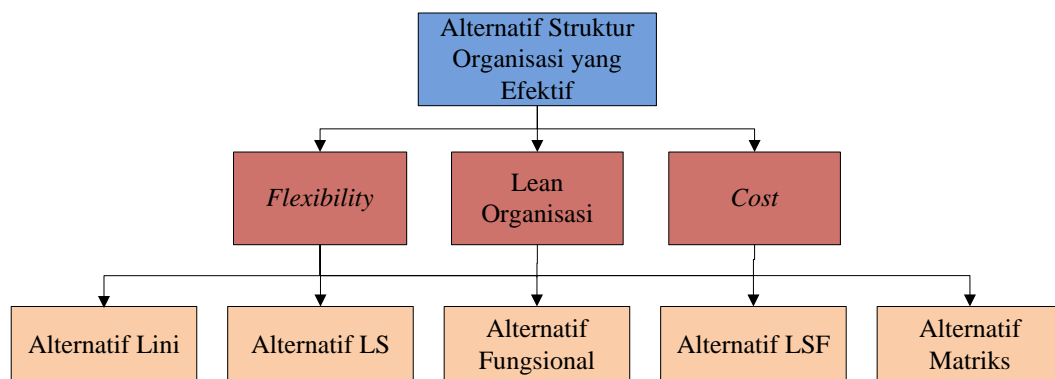 Alternatif Struktur
Organisasi yang
Efektif
Flexibility
Lean
Organisasi
Cost
Alternatif Lini
Alternatif LS
Alternatif
Fungsional
Alternatif LSF
Alternatif
Matriks